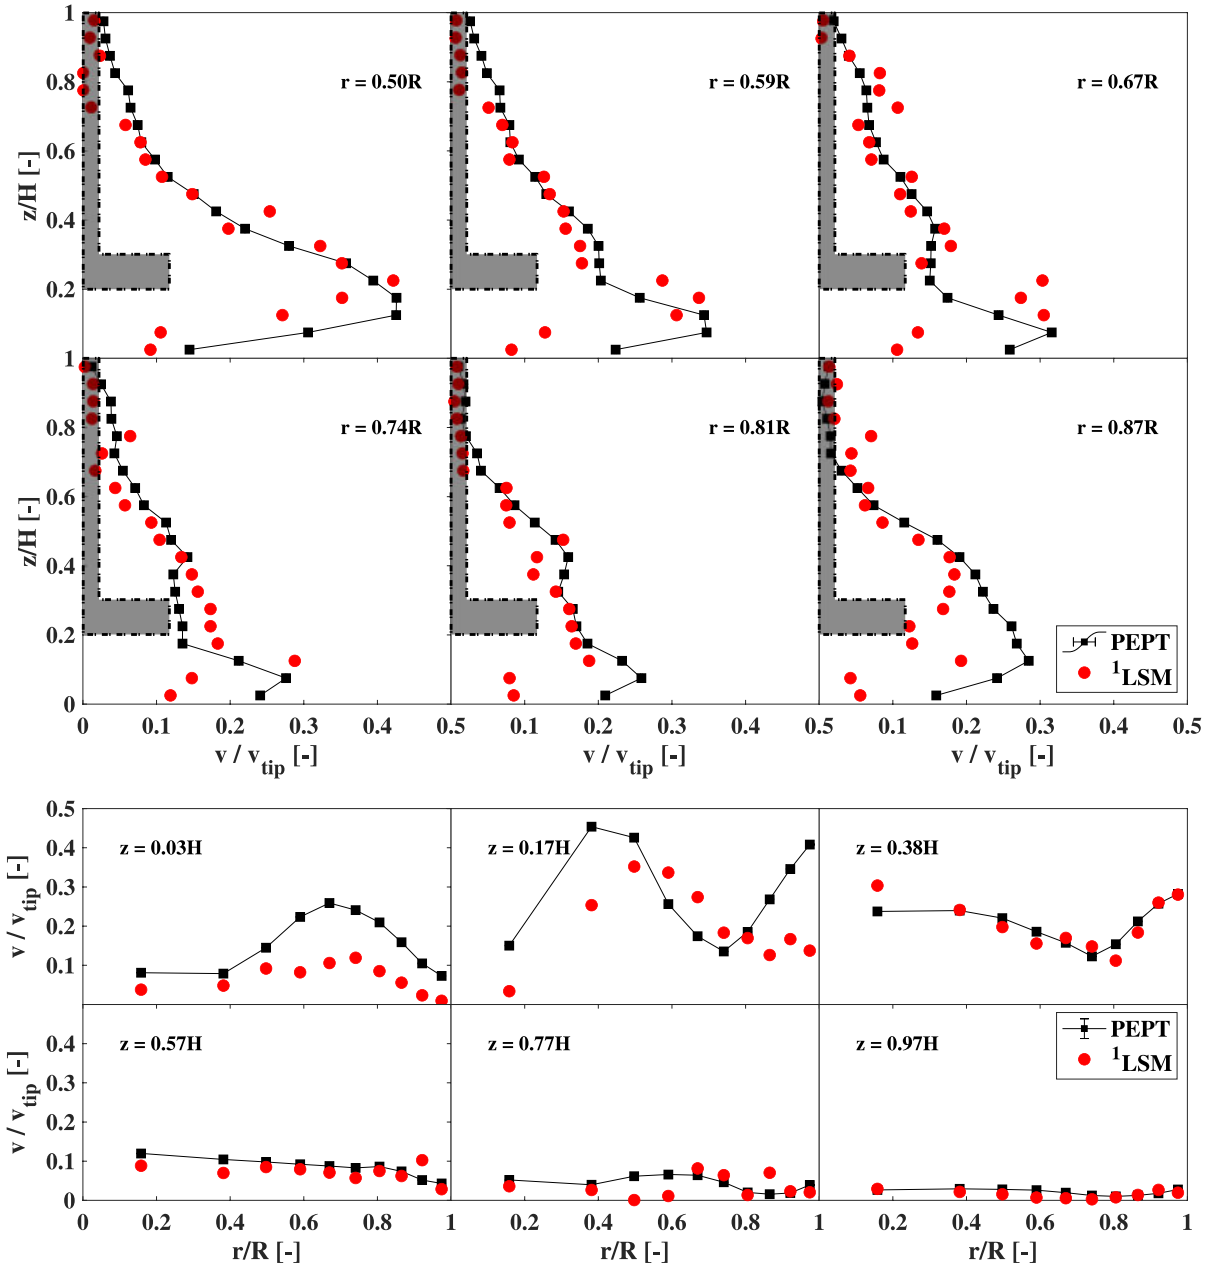 1
0.8
0.6
0.4
0.2
0
z/H [-]
r = 0.50R
r = 0.59R
r = 0.67R
1
0.8
0.6
0.4
0.2
0
z/H [-]
r = 0.74R
r = 0.81R
r = 0.87R
PEPT
¹LSM
0 0.1 0.2 0.3 0.4 0.5 0.1 0.2 0.3 0.4 0.5 0.1 0.2 0.3 0.4 0.5
v / v_tip [-] v / v_tip [-] v / v_tip [-]
0.5
0.4
0.3
0.2
0.1
v / v_tip [-]
z = 0.03H
z = 0.17H
z = 0.38H
0.4
0.3
0.2
0.1
0
v / v_tip [-]
z = 0.57H
z = 0.77H
z = 0.97H
PEPT
¹LSM
0 0.2 0.4 0.6 0.8 1 0.2 0.4 0.6 0.8 1 0.2 0.4 0.6 0.8 1
r/R [-] r/R [-] r/R [-]